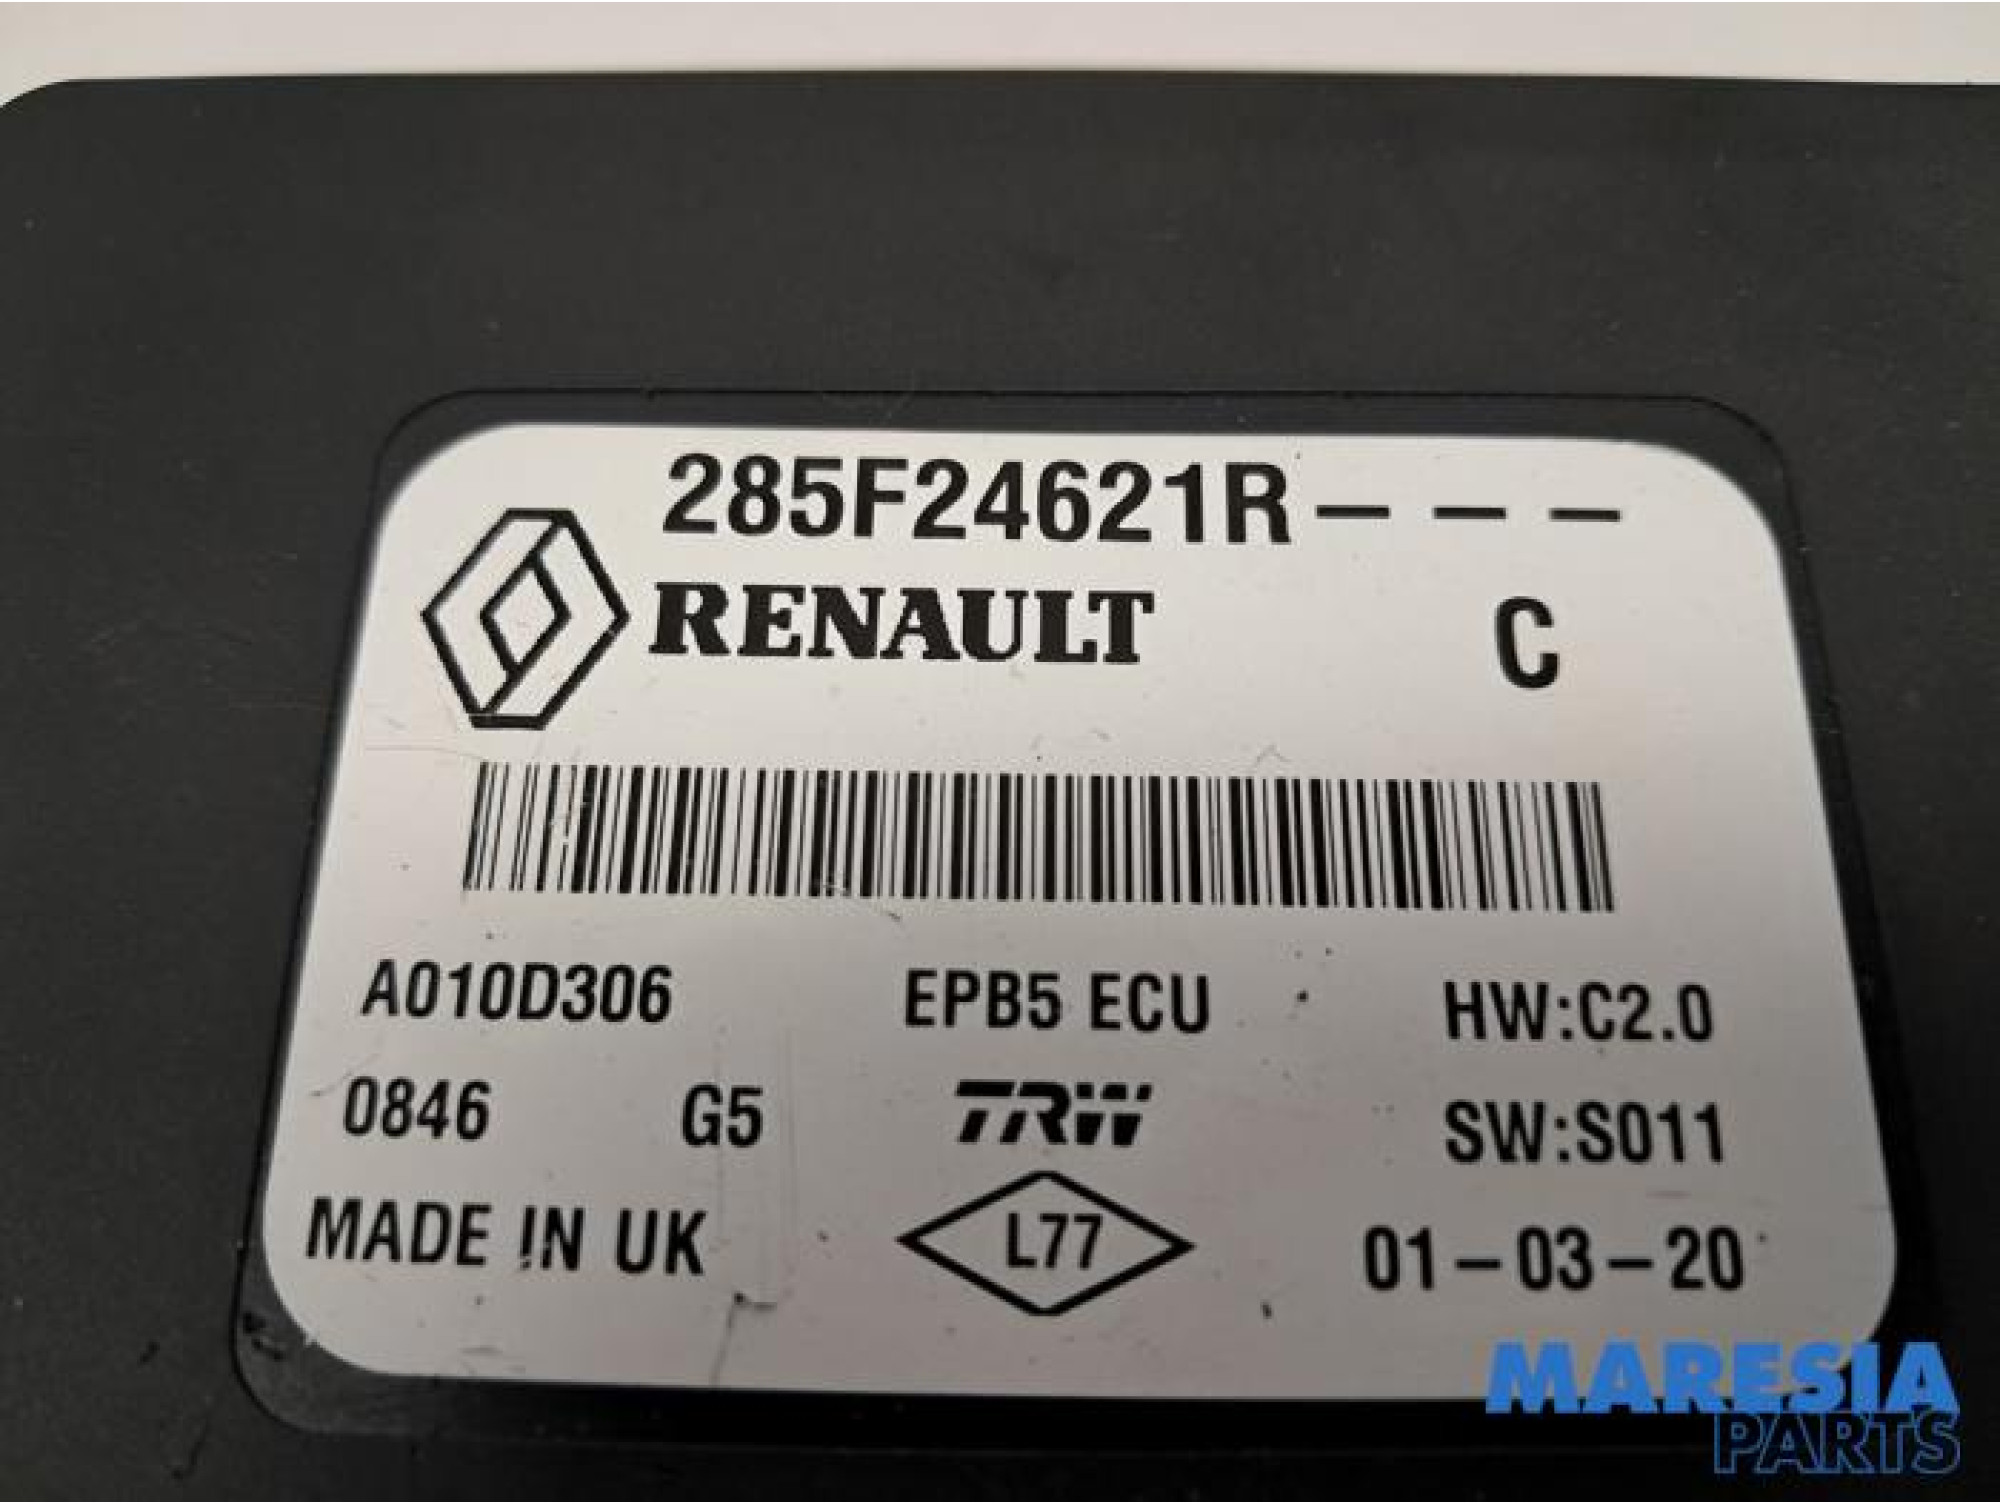 285F24621R---
RENAULT C
A010D306 EPB5 ECU HW:C2.0
0846 G5 TRW SW:S011
MADE IN UK L77 01-03-20
MARESIA
PARTS